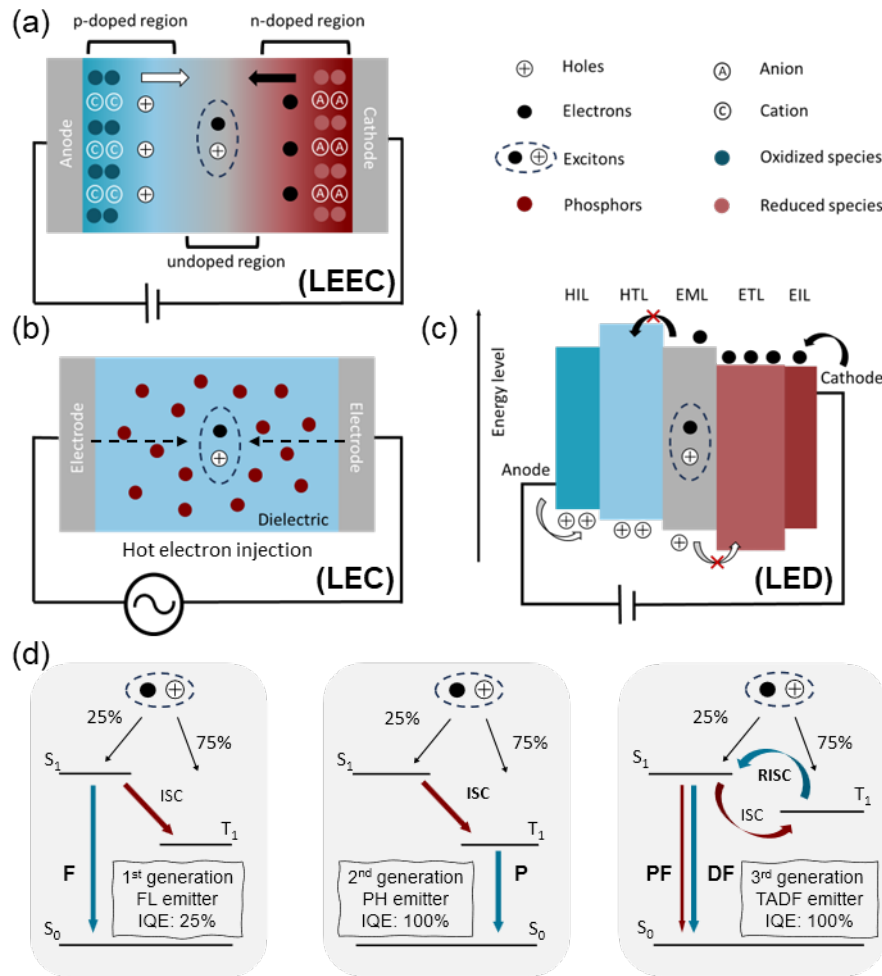 (a)
p-doped region
n-doped region
Anode
Cathode
C C
A A
C C
A A
C C
A A
undoped region
(LEEC)
Holes
A Anion
Electrons
C Cation
Excitons
Oxidized species
Phosphors
Reduced species
(b)
Electrode
Electrode
Dielectric
Hot electron injection
(LEC)
(c)
HIL HTL EML ETL EIL
Energy level
Cathode
Anode
(LED)
(d)
25%
75%
S1
ISC
T1
F
1st generation
FL emitter
IQE: 25%
S0
25%
75%
S1
ISC
T1
P
2nd generation
PH emitter
IQE: 100%
S0
25%
75%
S1
RISC
ISC
T1
PF
DF
3rd generation
TADF emitter
IQE: 100%
S0